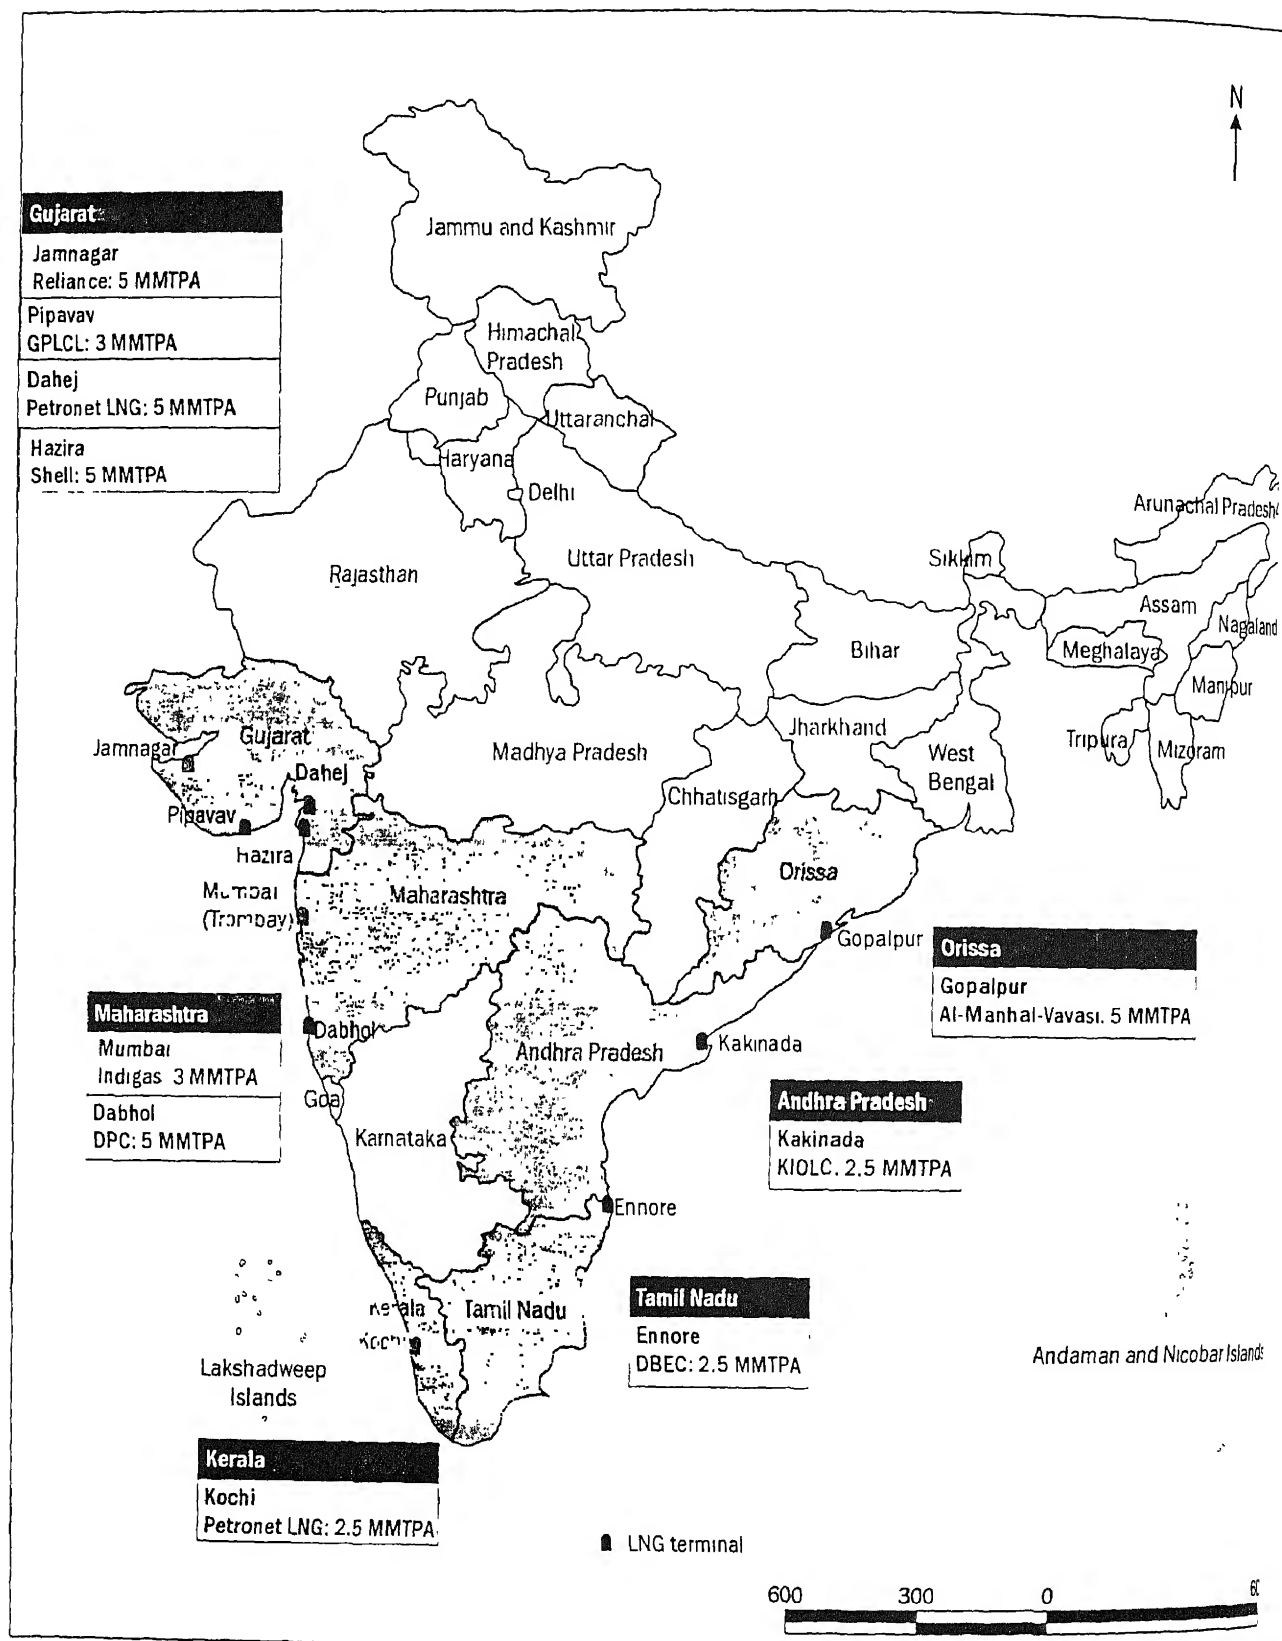 N
Gujarat
Jamnagar
Reliance: 5 MMTPA
Pipavav
GPLCL: 3 MMTPA
Dahej
Petronet LNG: 5 MMTPA
Hazira
Shell: 5 MMTPA
Jammu and Kashmir
Himachal
Pradesh
Punjab
Uttaranchal
Haryana
Delhi
Arunachal Pradesh
Rajasthan
Uttar Pradesh
Sikkim
Assam
Nagaland
Bihar
Meghalaya
Manipur
Gujarat
Jamnagar
Jharkhand
Tripura
Mizoram
Madhya Pradesh
West
Bengal
Dahej
Chhatisgarh
Pipavav
Hazira
Orissa
Mumbai
(Trombay)
Maharashtra
Gopalpur
Orissa
Gopalpur
Al-Manhal-Vavasi. 5 MMTPA
Maharashtra
Mumbai
Indigas 3 MMTPA
Dabhol
DPC: 5 MMTPA
Dabhol
Andhra Pradesh
Kakinada
Goa
Karnataka
Andhra Pradesh
Kakinada
KIOLC. 2.5 MMTPA
Ennore
Kerala
Kochi
Tamil Nadu
Tamil Nadu
Ennore
DBEC: 2.5 MMTPA
Lakshadweep
Islands
Andaman and Nicobar Islands
Kerala
Kochi
Petronet LNG: 2.5 MMTPA
LNG terminal
600 300 0